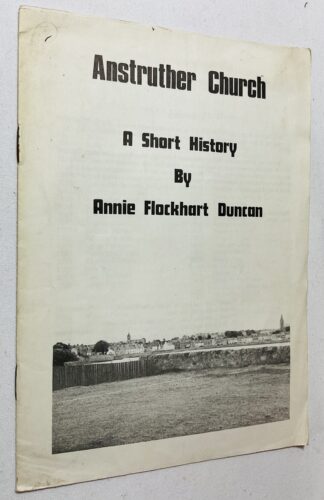 Anstruther Church
A Short History
By
Annie Flockhart Duncan